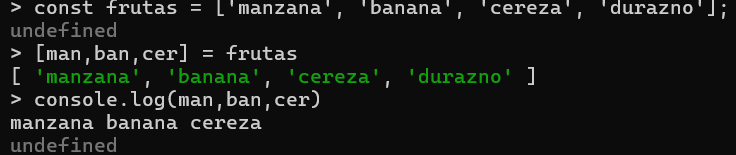 > const frutas = ['manzana', 'banana', 'cereza', 'durazno'];
undefined
> [man,ban,cer] = frutas
[ 'manzana', 'banana', 'cereza', 'durazno' ]
> console.log(man,ban,cer)
manzana banana cereza
undefined